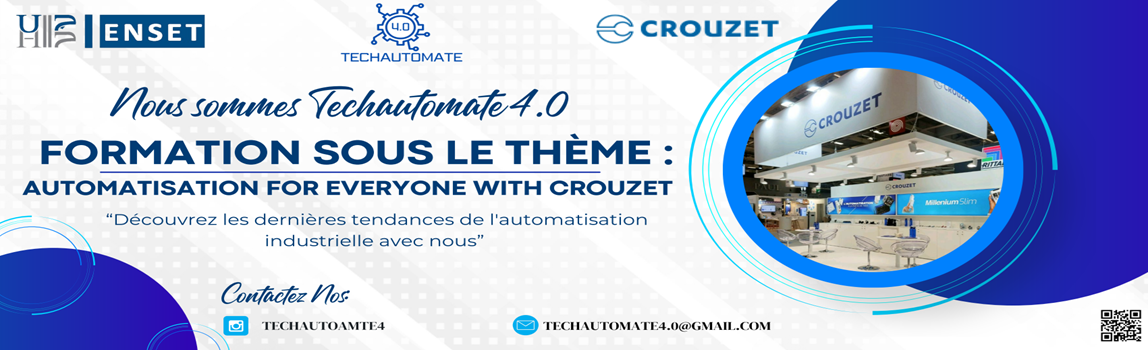 UH2C | ENSET
4.0
TECHAUTOMATE
CROUZET
Nous sommes Techautomate 4.0
FORMATION SOUS LE THÈME :
AUTOMATISATION FOR EVERYONE WITH CROUZET
“Découvrez les dernières tendances de l'automatisation
industrielle avec nous”
Contactez Nos:
TECHAUTOAMTE4
TECHAUTOMATE4.0@GMAIL.COM
CROUZET
CROUZET
RITTAL
CROUZET
Millenium Slim